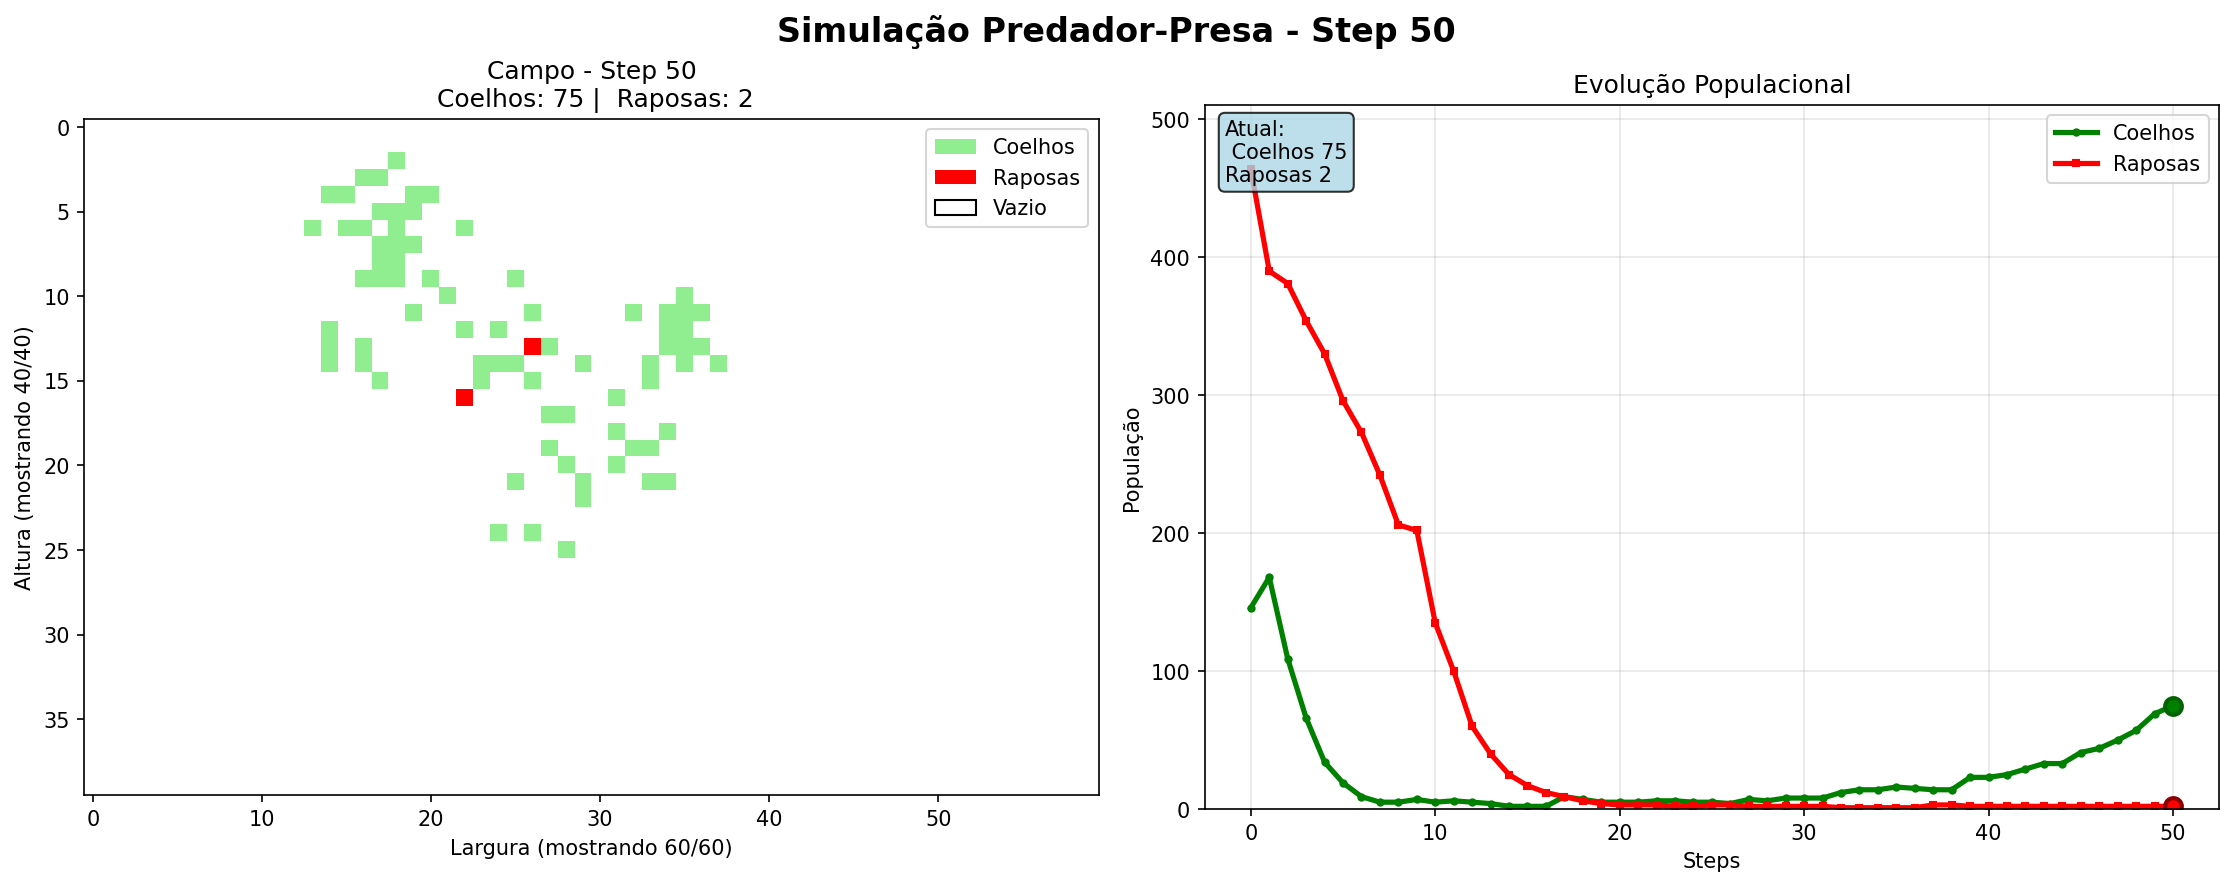 Simulação Predador-Presa - Step 50
Campo - Step 50
Coelhos: 75 |  Raposas: 2
Coelhos
Raposas
Vazio
0
5
10
15
20
25
30
35
Altura (mostrando 40/40)
0
10
20
30
40
50
Largura (mostrando 60/60)
Evolução Populacional
Atual:
Coelhos 75
Raposas 2
Coelhos
Raposas
500
400
300
200
100
0
População
0
10
20
30
40
50
Steps